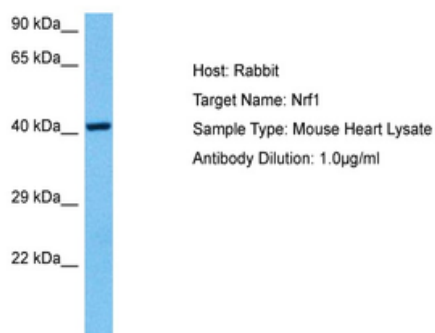 90 kDa__
65 kDa__
Host: Rabbit
Target Name: Nrf1
40 kDa__
Sample Type: Mouse Heart Lysate
Antibody Dilution: 1.0µg/ml
29 kDa__
22 kDa__